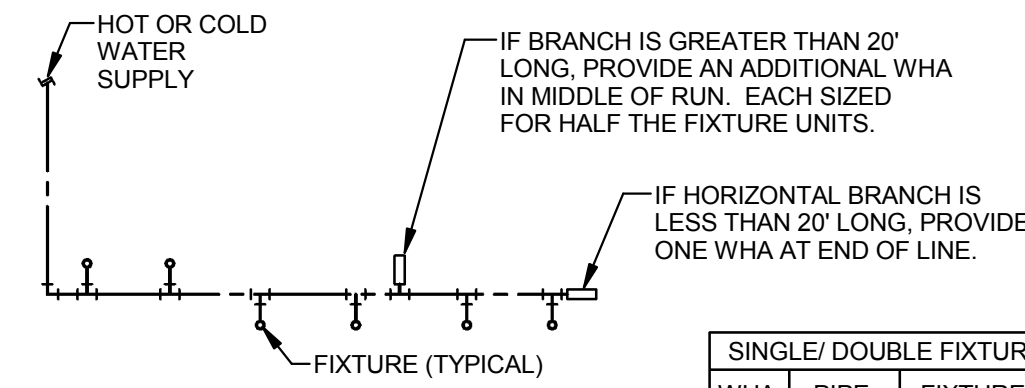 HOT OR COLD
WATER
SUPPLY
IF BRANCH IS GREATER THAN 20'
LONG, PROVIDE AN ADDITIONAL WHA
IN MIDDLE OF RUN. EACH SIZED
FOR HALF THE FIXTURE UNITS.
IF HORIZONTAL BRANCH IS
LESS THAN 20' LONG, PROVIDE
ONE WHA AT END OF LINE.
FIXTURE (TYPICAL)
SINGLE/ DOUBLE FIXTUR
WHA PIPE FIXTURE